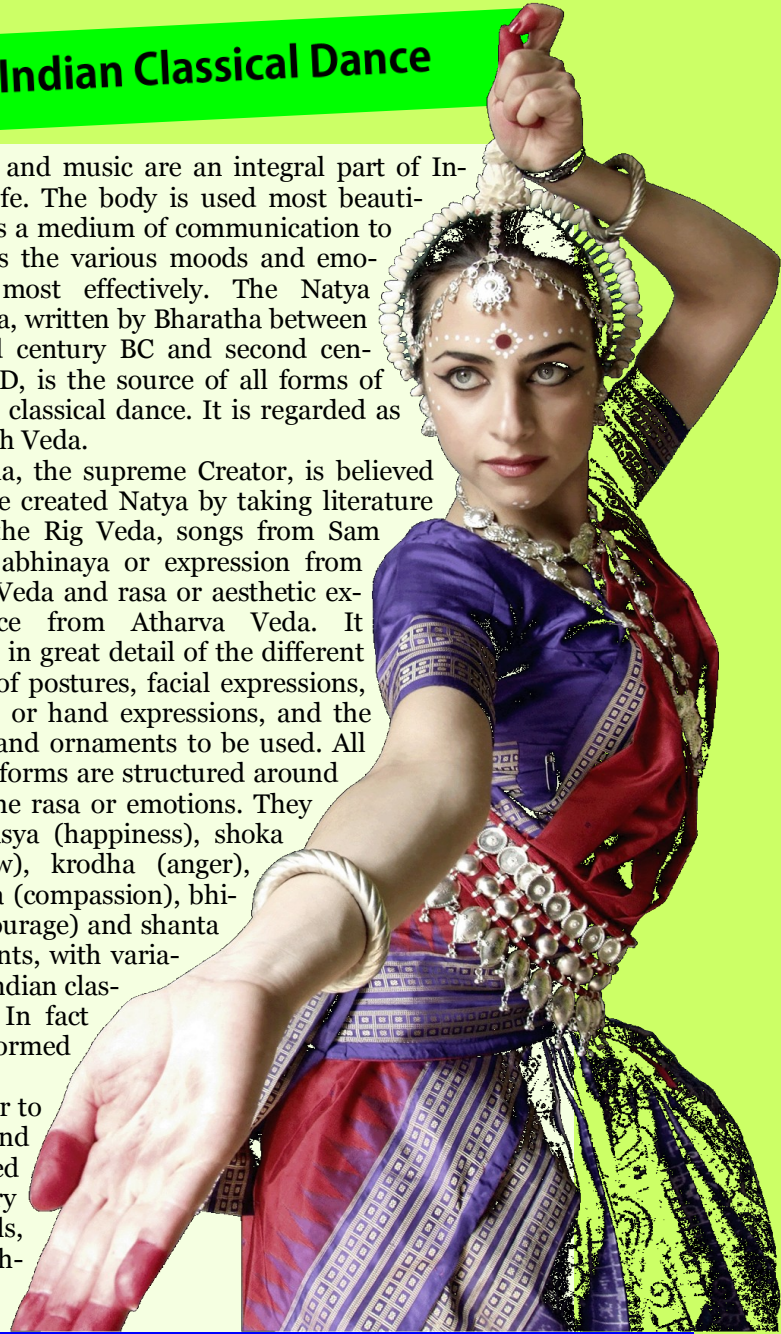 Indian Classical Dance
and music are an integral part of In-
fe. The body is used most beauti-
s a medium of communication to
s the various moods and emo-
most effectively. The Natya
a, written by Bharatha between
l century BC and second cen-
D, is the source of all forms of
classical dance. It is regarded as
h Veda.
a, the supreme Creator, is believed
e created Natya by taking literature
the Rig Veda, songs from Sam
abhinaya or expression from
Veda and rasa or aesthetic ex-
ce from Atharva Veda. It
in great detail of the different
of postures, facial expressions,
or hand expressions, and the
and ornaments to be used. All
forms are structured around
ne rasa or emotions. They
sya (happiness), shoka
w), krodha (anger),
a (compassion), bhi-
ourage) and shanta
nts, with varia-
ndian clas-
In fact
ormed
r to
nd
ed
ry
ls,
h-